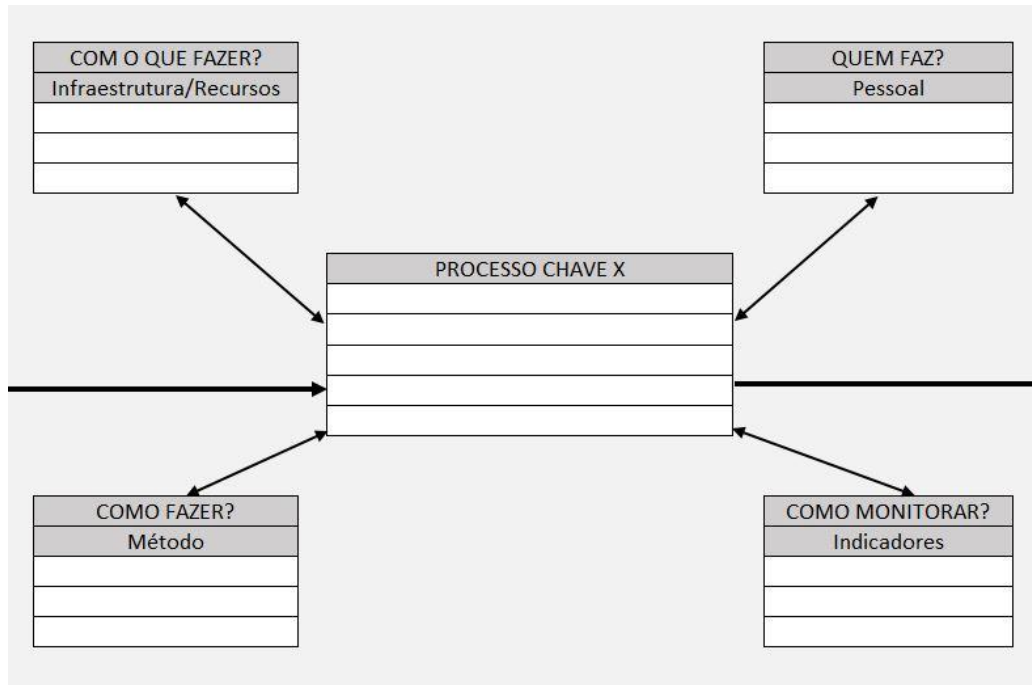 COM O QUE FAZER?
Infraestrutura/Recursos
QUEM FAZ?
Pessoal
PROCESSO CHAVE X
COMO FAZER?
Método
COMO MONITORAR?
Indicadores